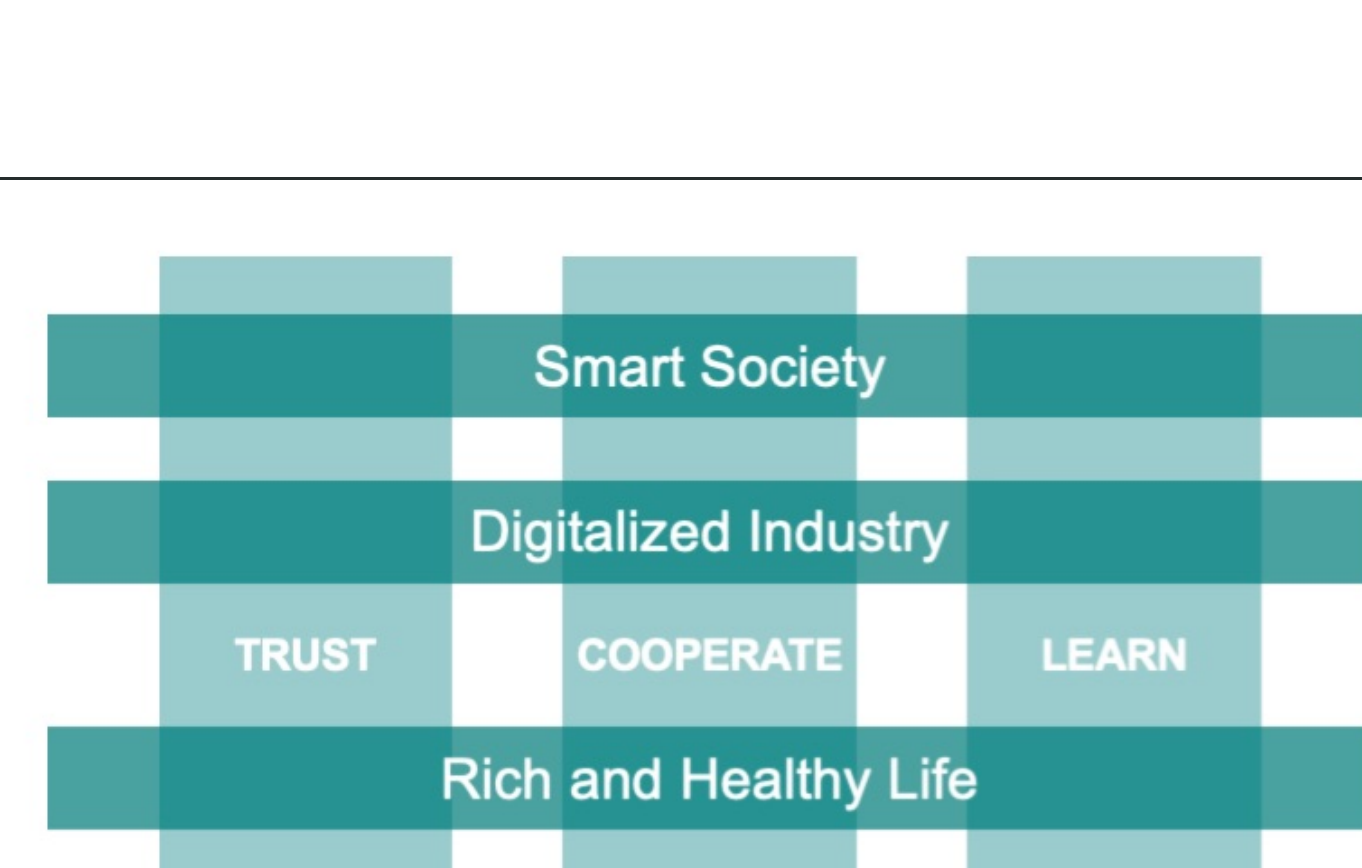 Smart Society
Digitalized Industry
TRUST
COOPERATE
LEARN
Rich and Healthy Life